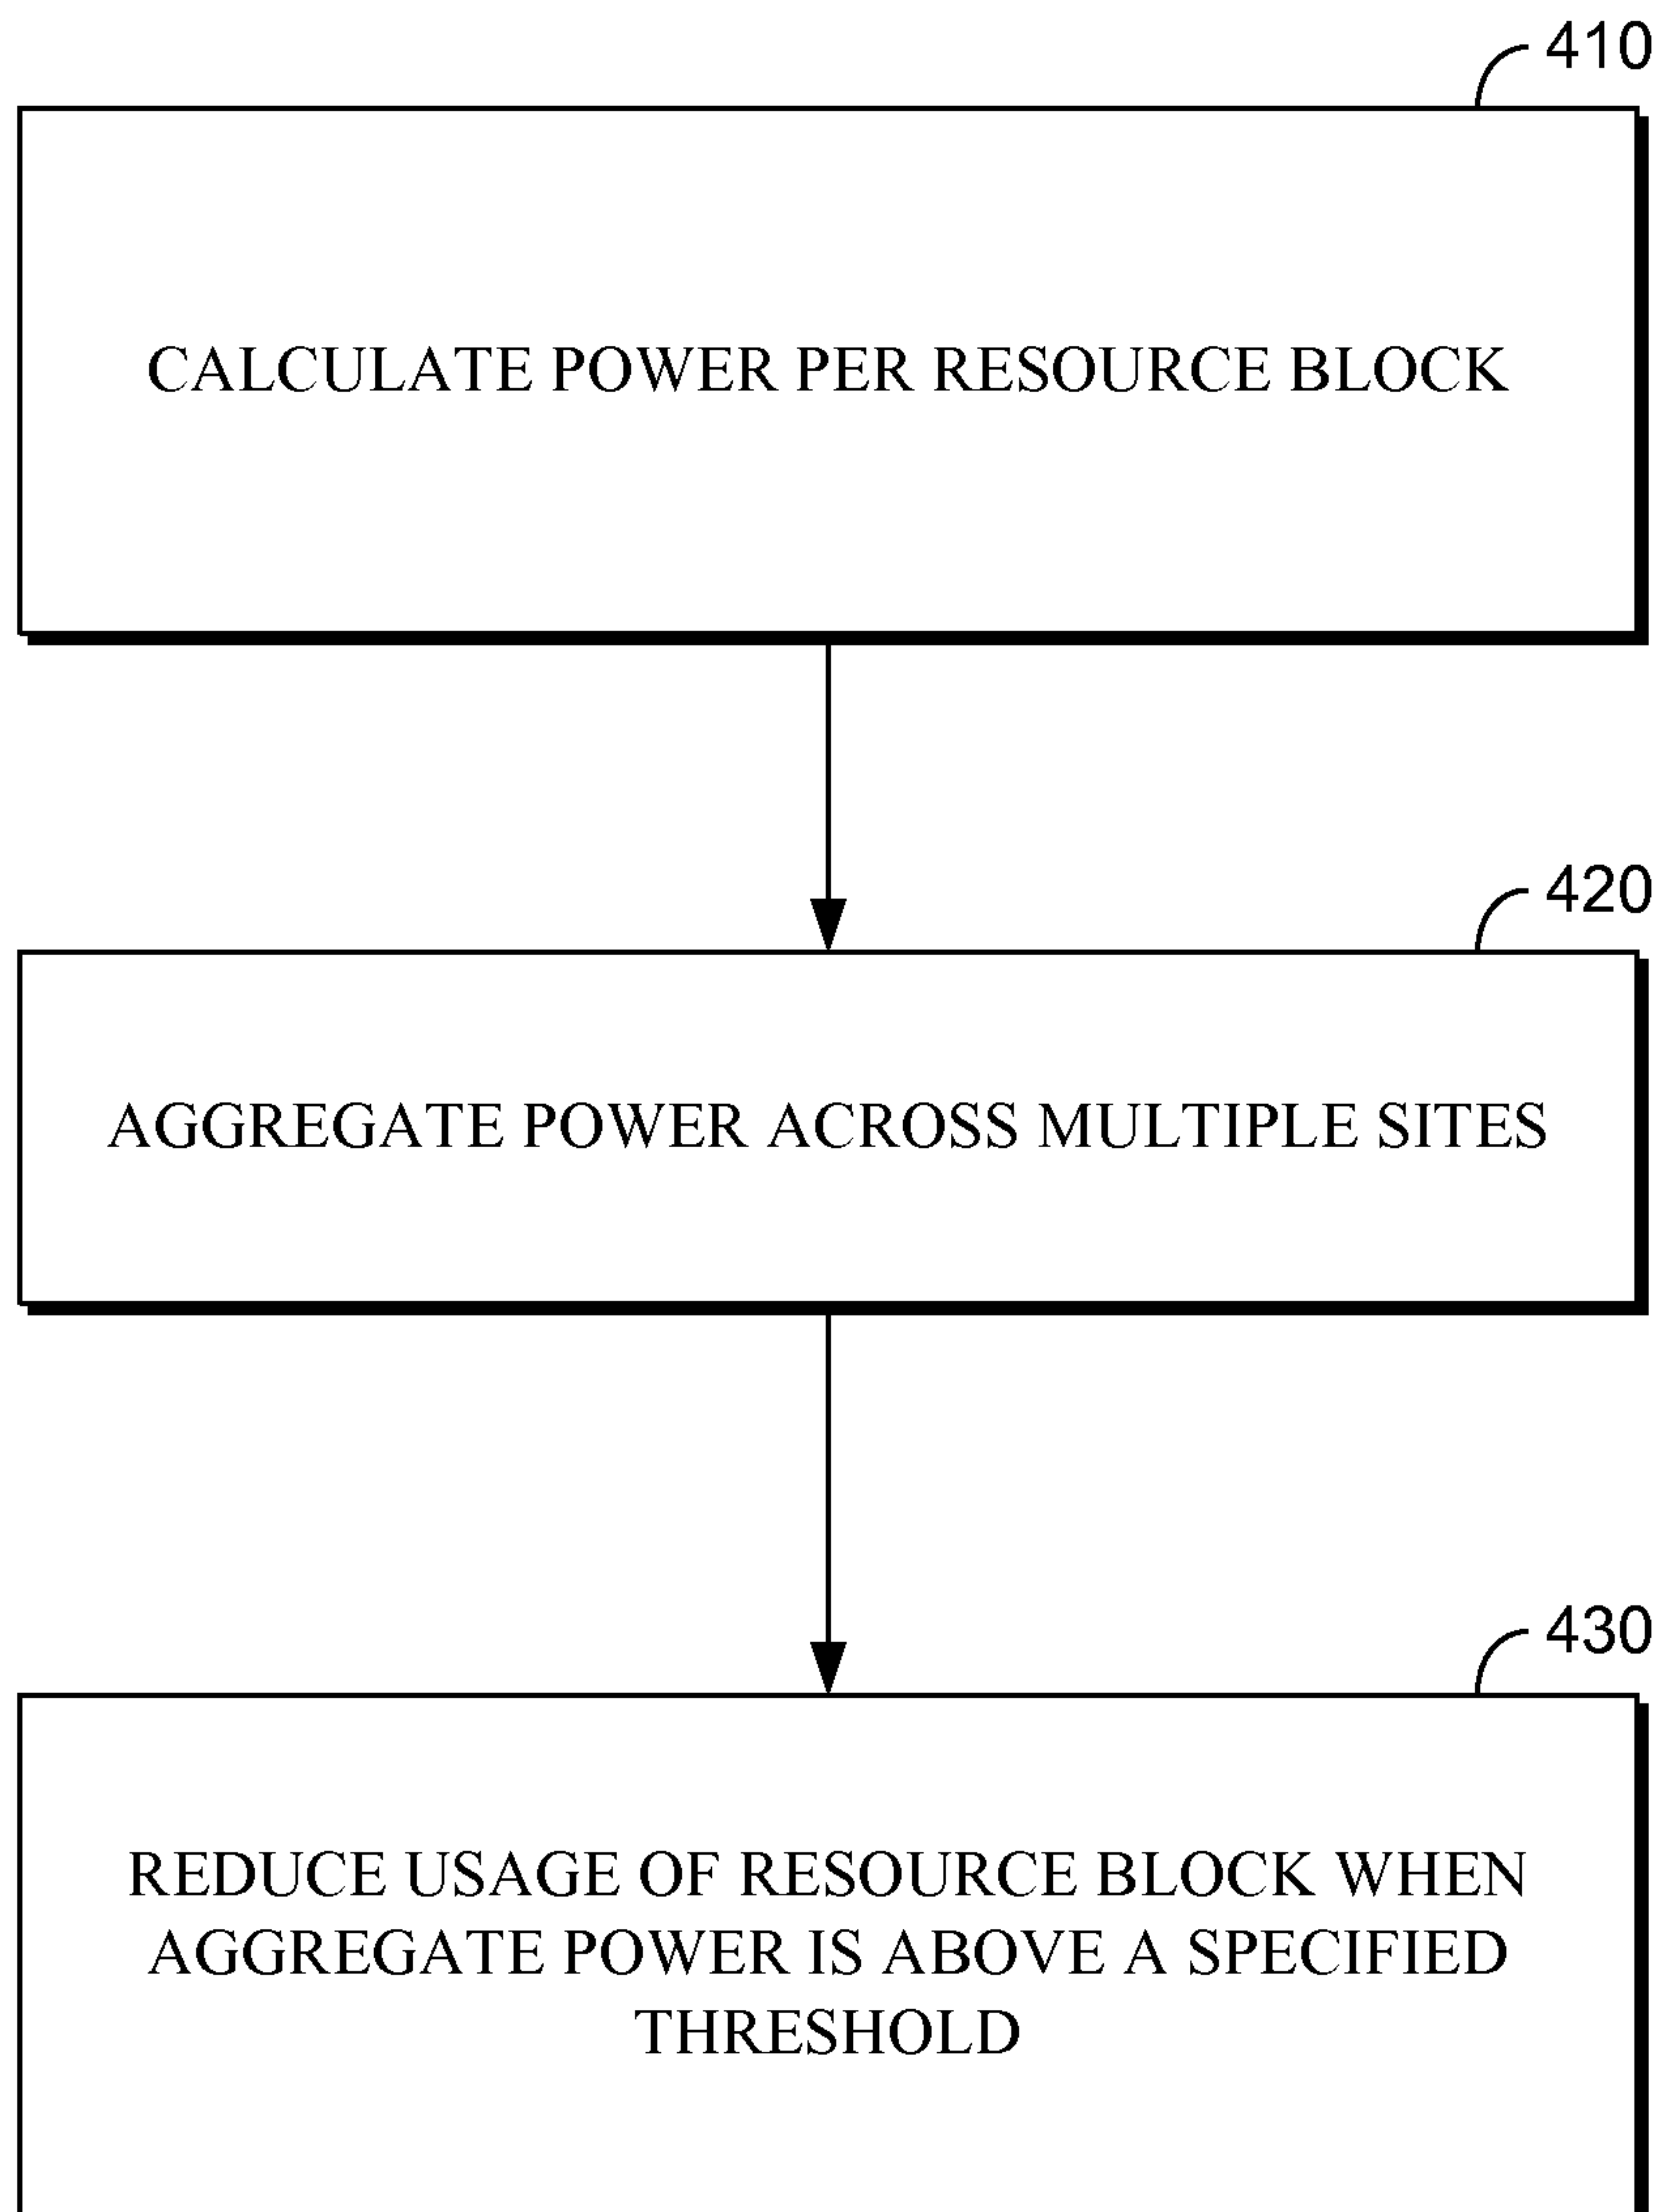 410
CALCULATE POWER PER RESOURCE BLOCK
420
AGGREGATE POWER ACROSS MULTIPLE SITES
430
REDUCE USAGE OF RESOURCE BLOCK WHEN
AGGREGATE POWER IS ABOVE A SPECIFIED
THRESHOLD